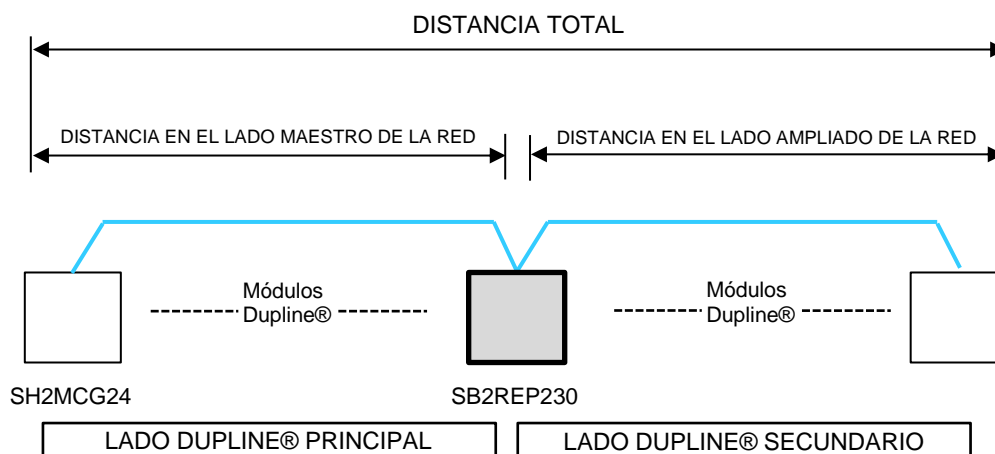 DISTANCIA TOTAL
DISTANCIA EN EL LADO MAESTRO DE LA RED
DISTANCIA EN EL LADO AMPLIADO DE LA RED
Módulos
Dupline®
Módulos
Dupline®
SH2MCG24
SB2REP230
LADO DUPLINE® PRINCIPAL
LADO DUPLINE® SECUNDARIO